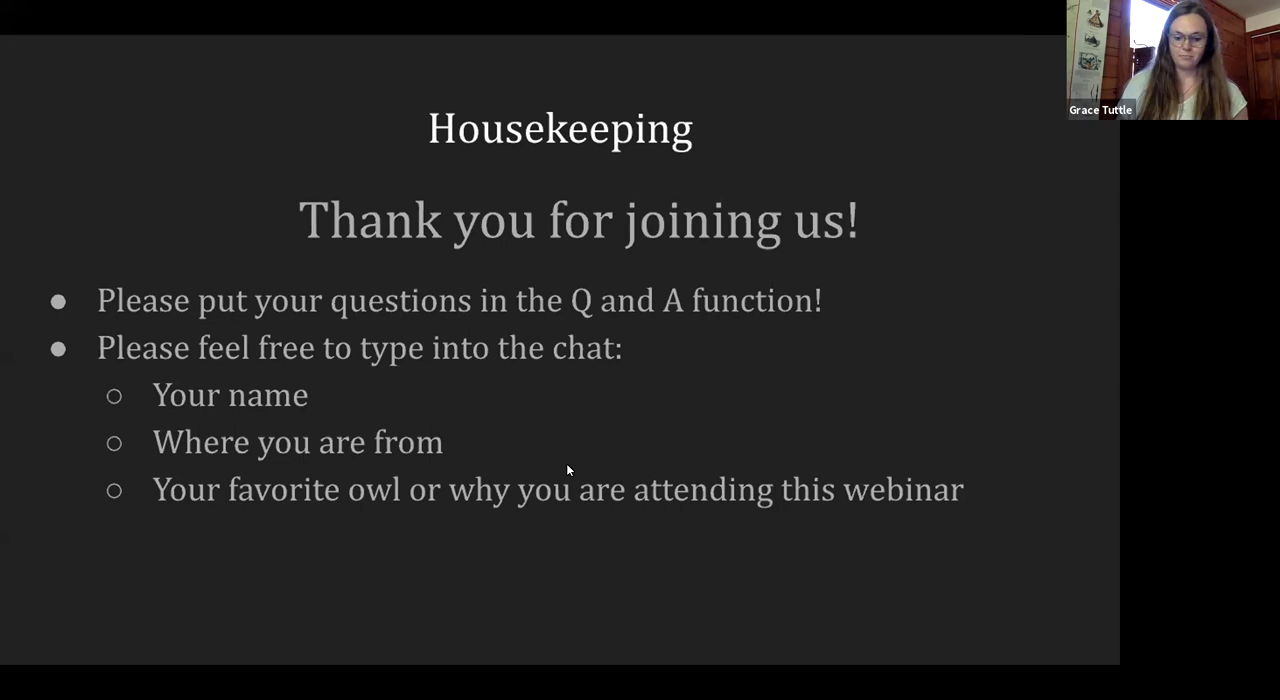 Grace Tuttle
Housekeeping
Thank you for joining us!
● Please put your questions in the Q and A function!
● Please feel free to type into the chat:
○ Your name
○ Where you are from
○ Your favorite owl or why you are attending this webinar